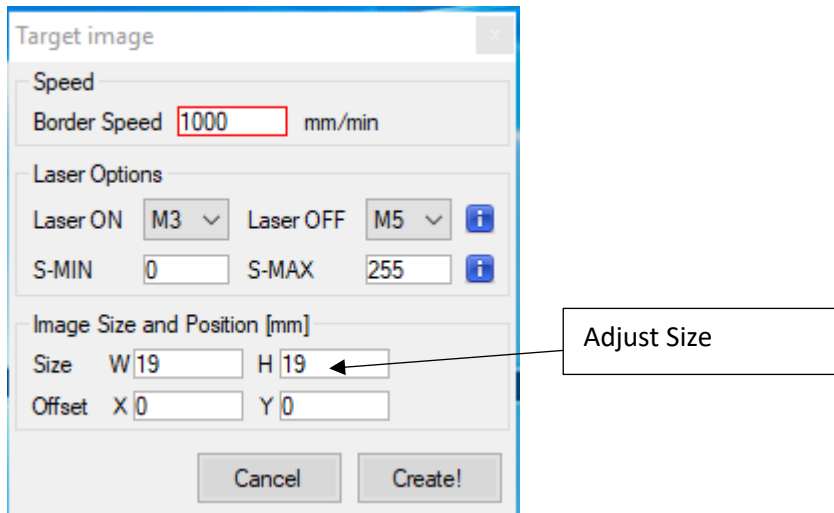 Target image
Speed
Border Speed 1000 mm/min
Laser Options
Laser ON M3 Laser OFF M5
S-MIN 0 S-MAX 255
Image Size and Position [mm]
Adjust Size
Size W 19 H 19
Offset X 0 Y 0
Cancel Create!